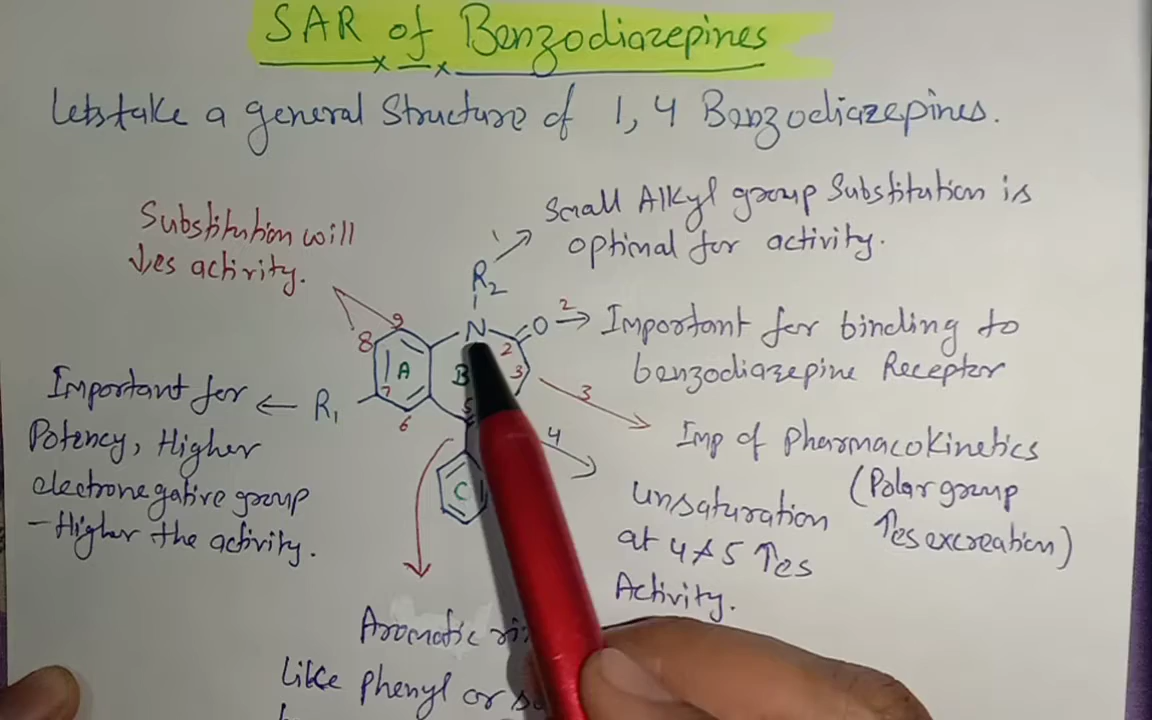 SAR of Benzodiazepines
Lets take a general Structure of 1, 4 Benzodiazepines.
Small Alkyl group Substitution is
optimal for activity.
Substitution will
↓es activity.
R2
1
N
O
2
Important for binding to
benzodiazepine Receptor
9
8
A
B
2
3
3
7
6
5
4
C
R1
Important for
Potency, Higher
electronegative group
- Higher the activity.
Imp of Pharmacokinetics
(Polar group
↑es excreation)
unsaturation
at 4 & 5 ↑es
Activity.
Aromatic
like phenyl or